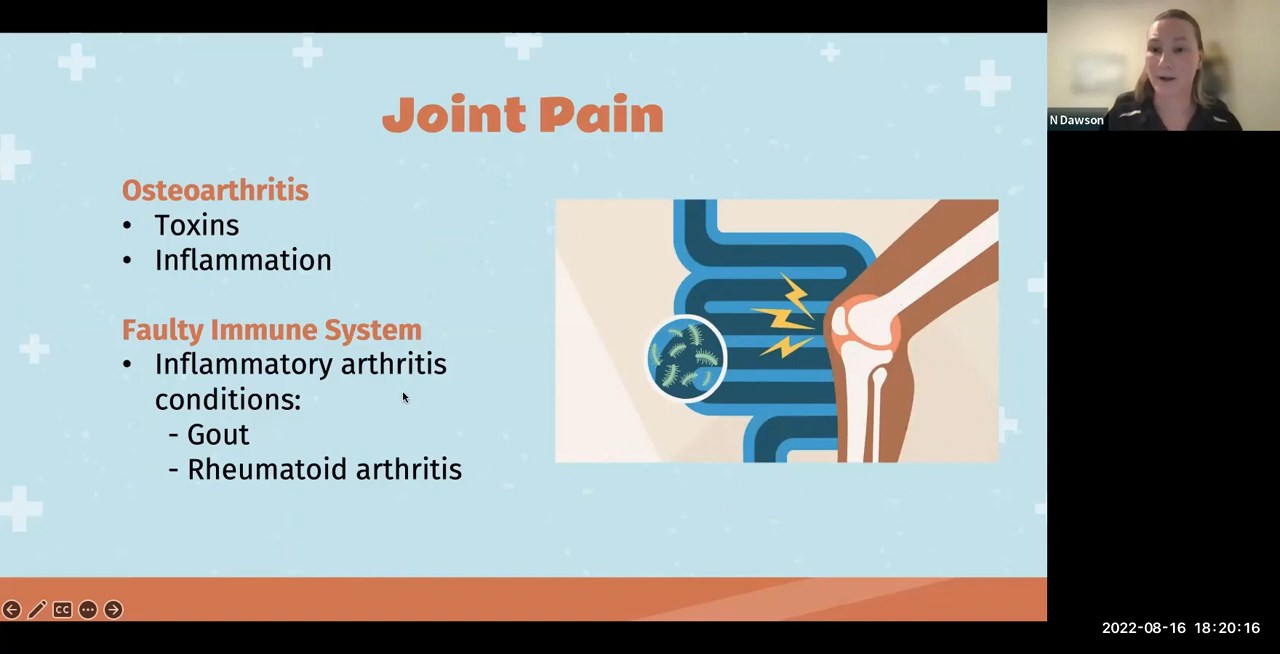 Joint Pain
Osteoarthritis
• Toxins
• Inflammation
Faulty Immune System
• Inflammatory arthritis
conditions:
- Gout
- Rheumatoid arthritis
N Dawson
CC
2022-08-16 18:20:16